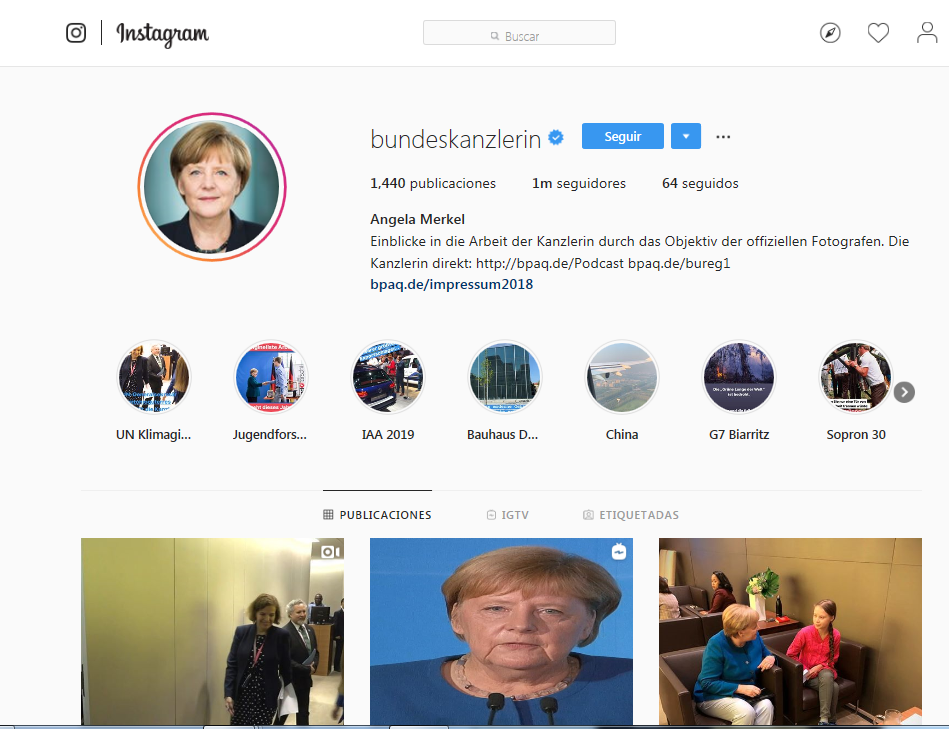 Instagram
Buscar
bundeskanzlerin
Seguir
1,440 publicaciones 1m seguidores 64 seguidos
Angela Merkel
Einblicke in die Arbeit der Kanzlerin durch das Objektiv der offiziellen Fotografen. Die
Kanzlerin direkt: http://bpaq.de/Podcast bpaq.de/bureg1
bpaq.de/impressum2018
UN Klimagi... Jugendfors... IAA 2019 Bauhaus D... China G7 Biarritz Sopron 30
PUBLICACIONES IGTV ETIQUETADAS